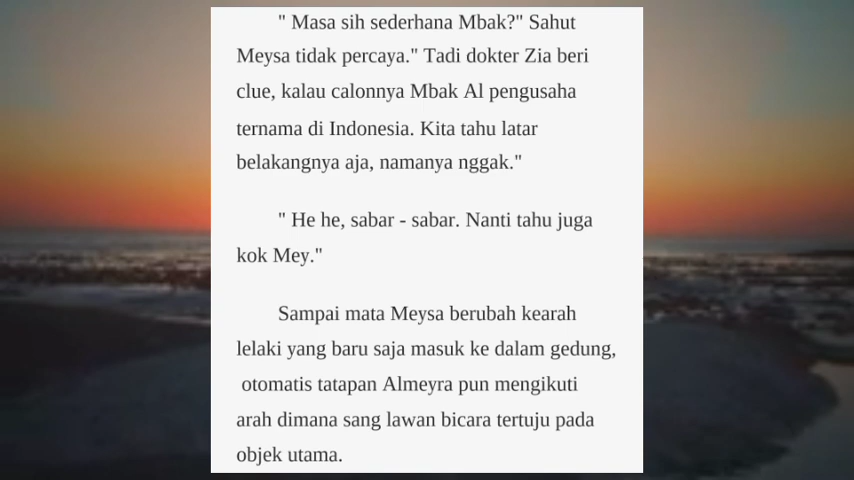 " Masa sih sederhana Mbak?" Sahut
Meysa tidak percaya." Tadi dokter Zia beri
clue, kalau calonnya Mbak Al pengusaha
ternama di Indonesia. Kita tahu latar
belakangnya aja, namanya nggak."
" He he, sabar - sabar. Nanti tahu juga
kok Mey."
Sampai mata Meysa berubah kearah
lelaki yang baru saja masuk ke dalam gedung,
otomatis tatapan Almeyra pun mengikuti
arah dimana sang lawan bicara tertuju pada
objek utama.